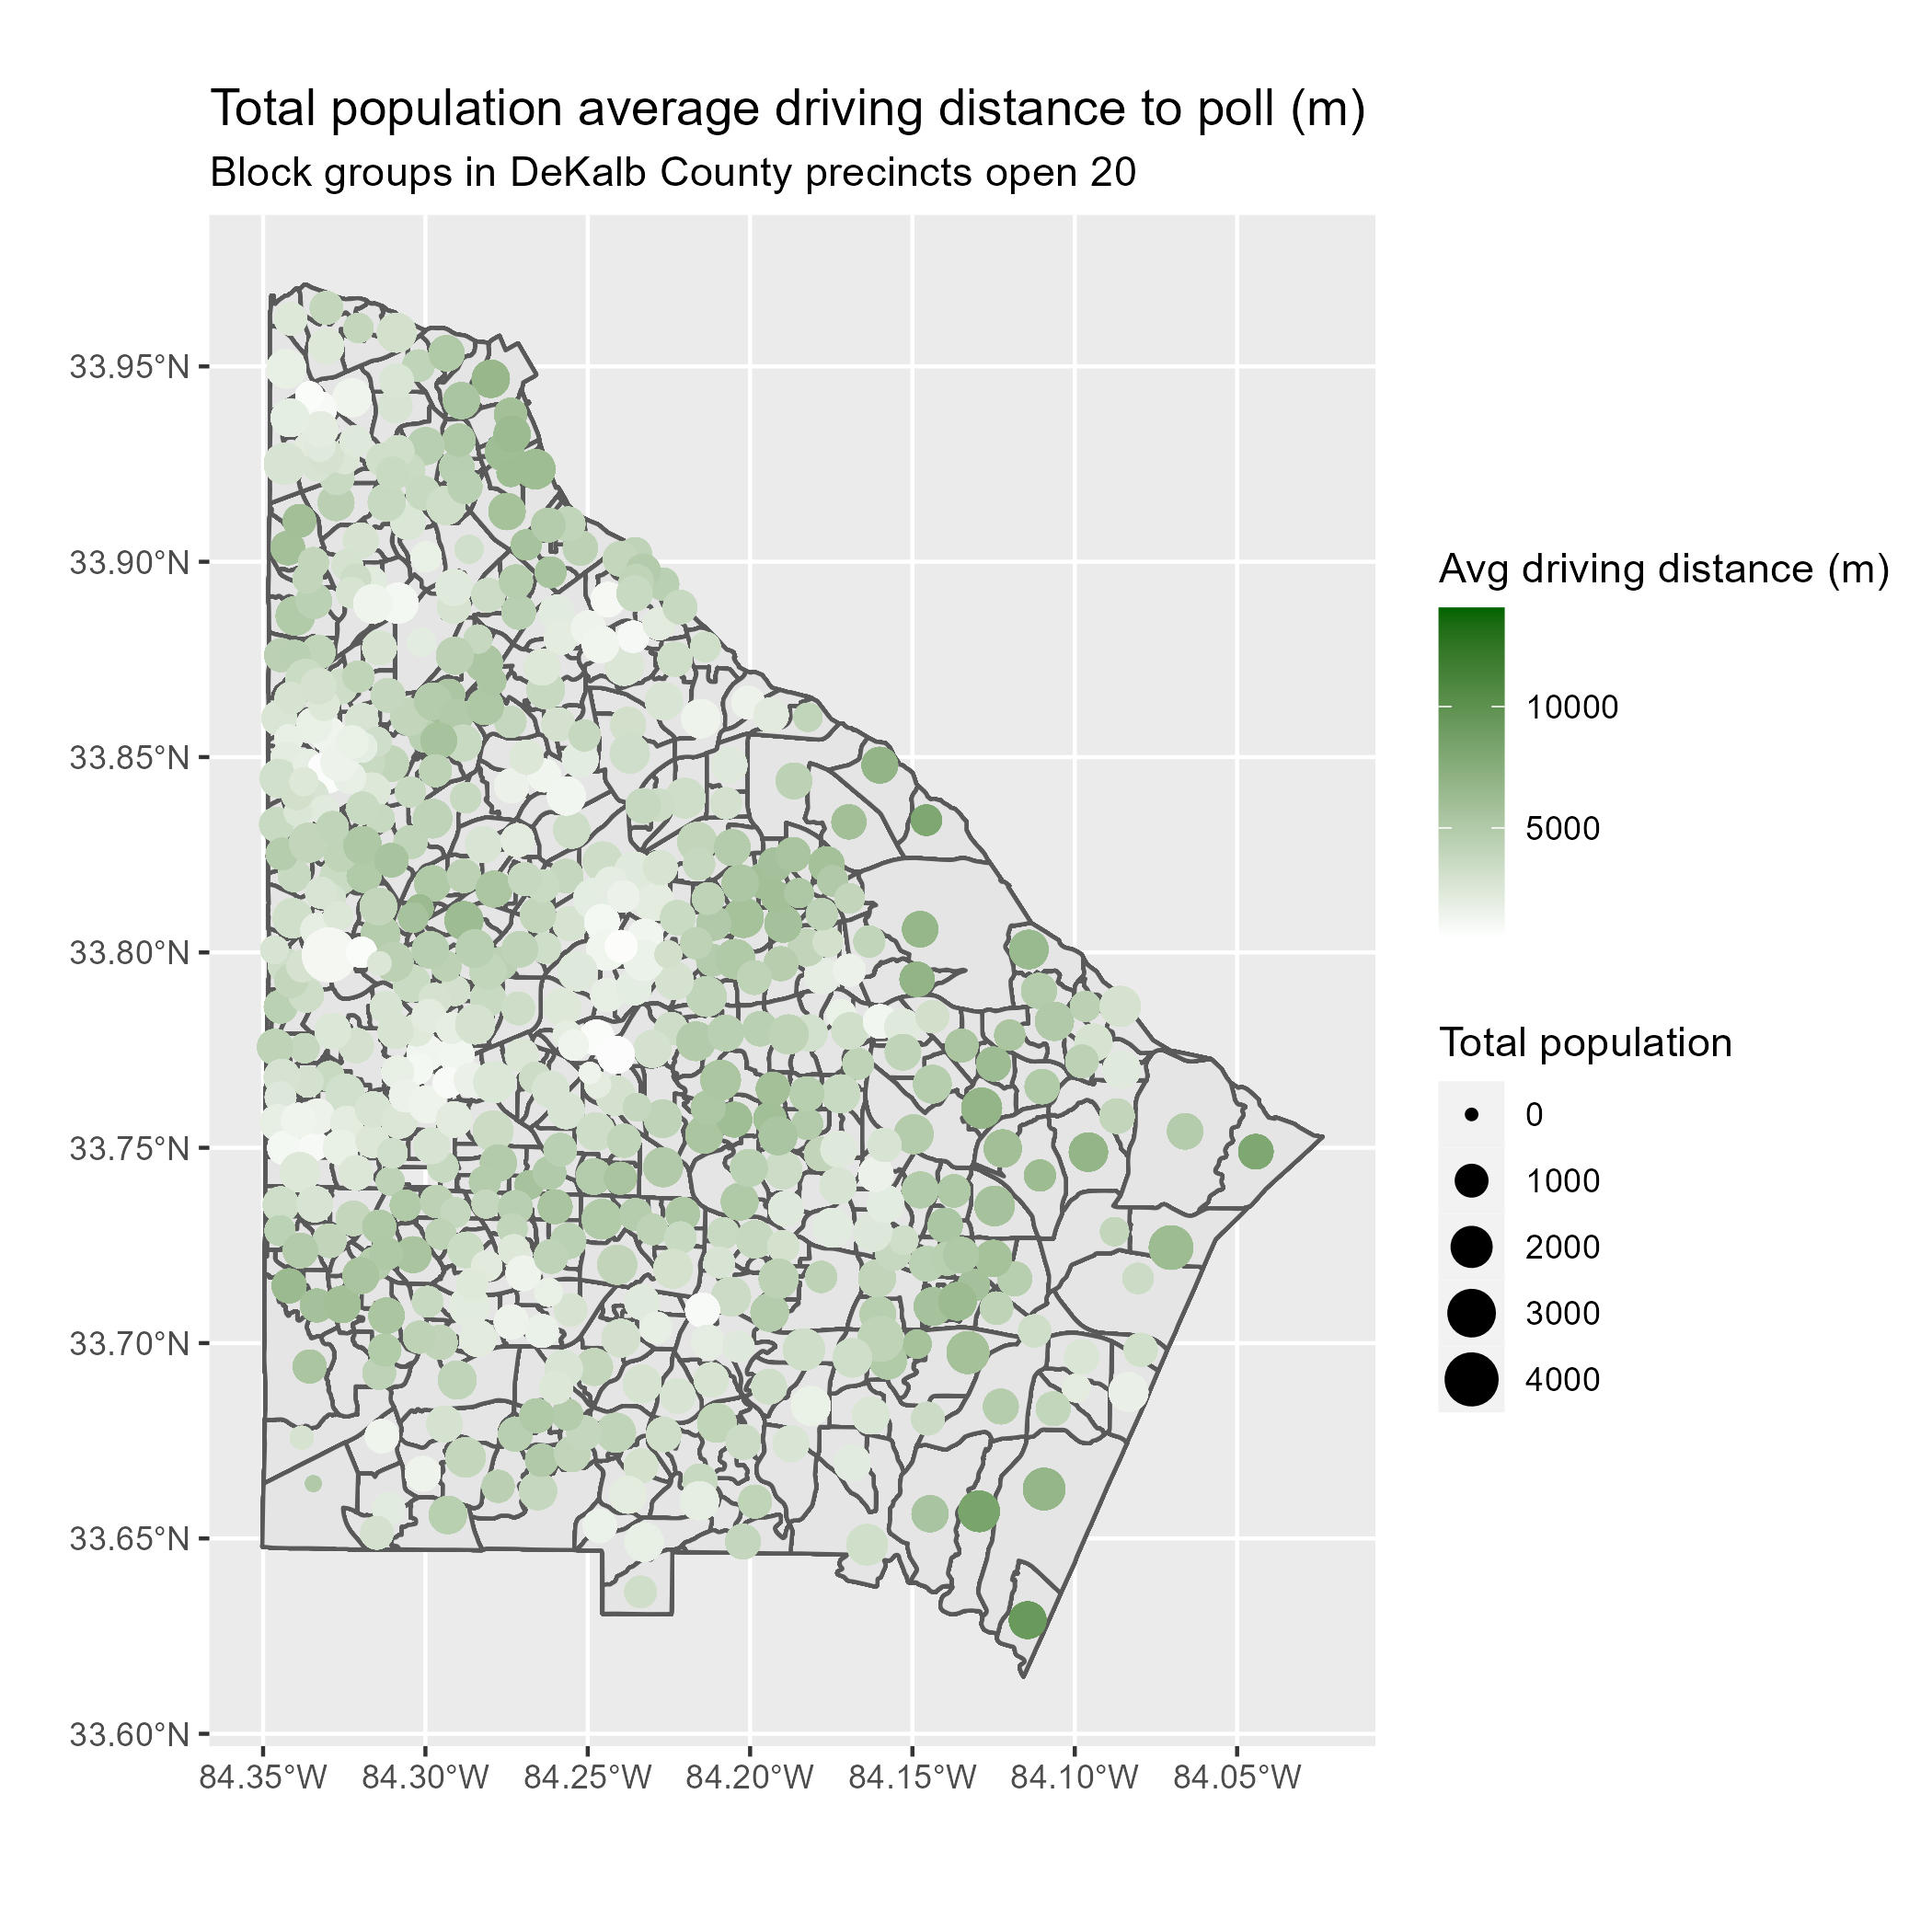 Total population average driving distance to poll (m)
Block groups in DeKalb County precincts open 20
33.95°N
33.90°N
33.85°N
33.80°N
33.75°N
33.70°N
33.65°N
33.60°N
84.35°W 84.30°W 84.25°W 84.20°W 84.15°W 84.10°W 84.05°W
Avg driving distance (m)
10000
5000
Total population
0
1000
2000
3000
4000